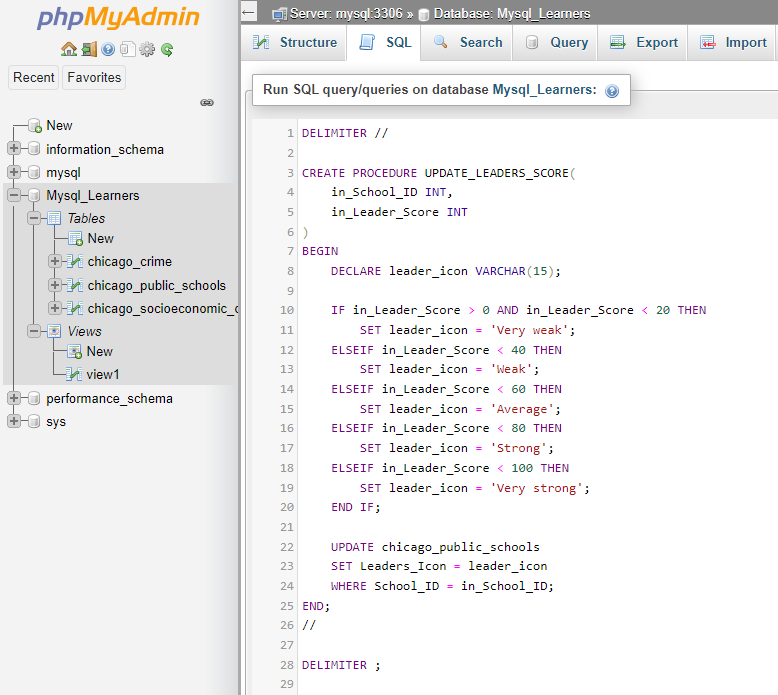 phpMyAdmin
Recent Favorites
New
information_schema
mysql
Mysql_Learners
Tables
New
chicago_crime
chicago_public_schools
chicago_socioeconomic_c
Views
New
view1
performance_schema
sys
Server: mysql:3306 » Database: Mysql_Learners
Structure SQL Search Query Export Import
Run SQL query/queries on database Mysql_Learners:
1 DELIMITER //
2
3 CREATE PROCEDURE UPDATE_LEADERS_SCORE(
4 in_School_ID INT,
5 in_Leader_Score INT
6 )
7 BEGIN
8 DECLARE leader_icon VARCHAR(15);
9
10 IF in_Leader_Score > 0 AND in_Leader_Score < 20 THEN
11 SET leader_icon = 'Very weak';
12 ELSEIF in_Leader_Score < 40 THEN
13 SET leader_icon = 'Weak';
14 ELSEIF in_Leader_Score < 60 THEN
15 SET leader_icon = 'Average';
16 ELSEIF in_Leader_Score < 80 THEN
17 SET leader_icon = 'Strong';
18 ELSEIF in_Leader_Score < 100 THEN
19 SET leader_icon = 'Very strong';
20 END IF;
21
22 UPDATE chicago_public_schools
23 SET Leaders_Icon = leader_icon
24 WHERE School_ID = in_School_ID;
25 END;
26 //
27
28 DELIMITER ;
29